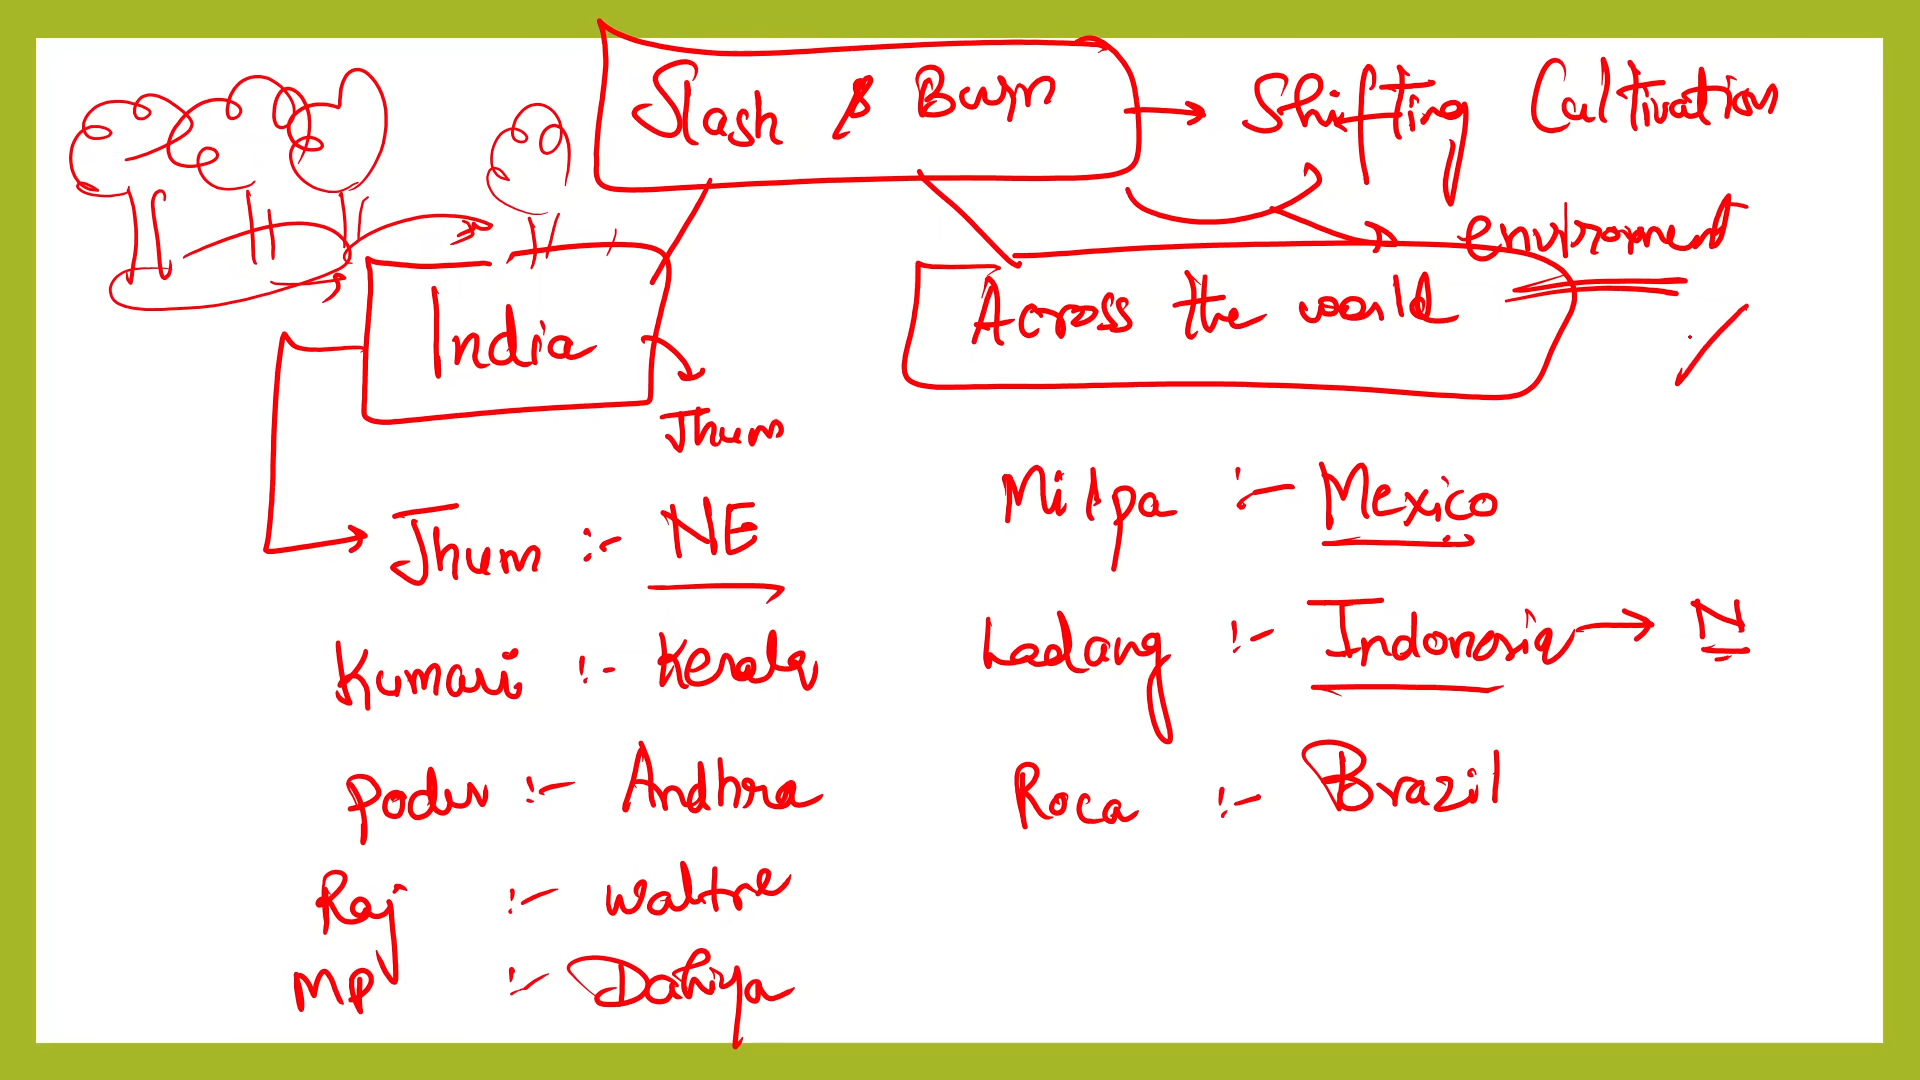 Slash & Burn → Shifting Cultivation
environment
India
Across the world
Jhum
Jhum :- NE
Kumari :- Kerala
Podu :- Andhra
Raj :- Waltre
MP :- Dahiya
Milpa :- Mexico
Ladang :- Indonesia → N
Roca :- Brazil